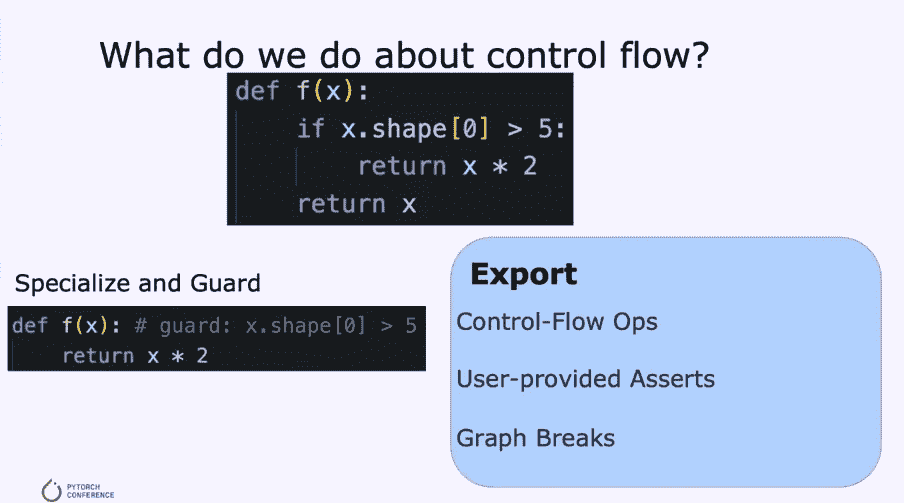 What do we do about control flow?
def f(x):
    if x.shape[0] > 5:
        return x * 2
    return x
Specialize and Guard
def f(x): # guard: x.shape[0] > 5
    return x * 2
Export
Control-Flow Ops
User-provided Asserts
Graph Breaks
PYTORCH
CONFERENCE